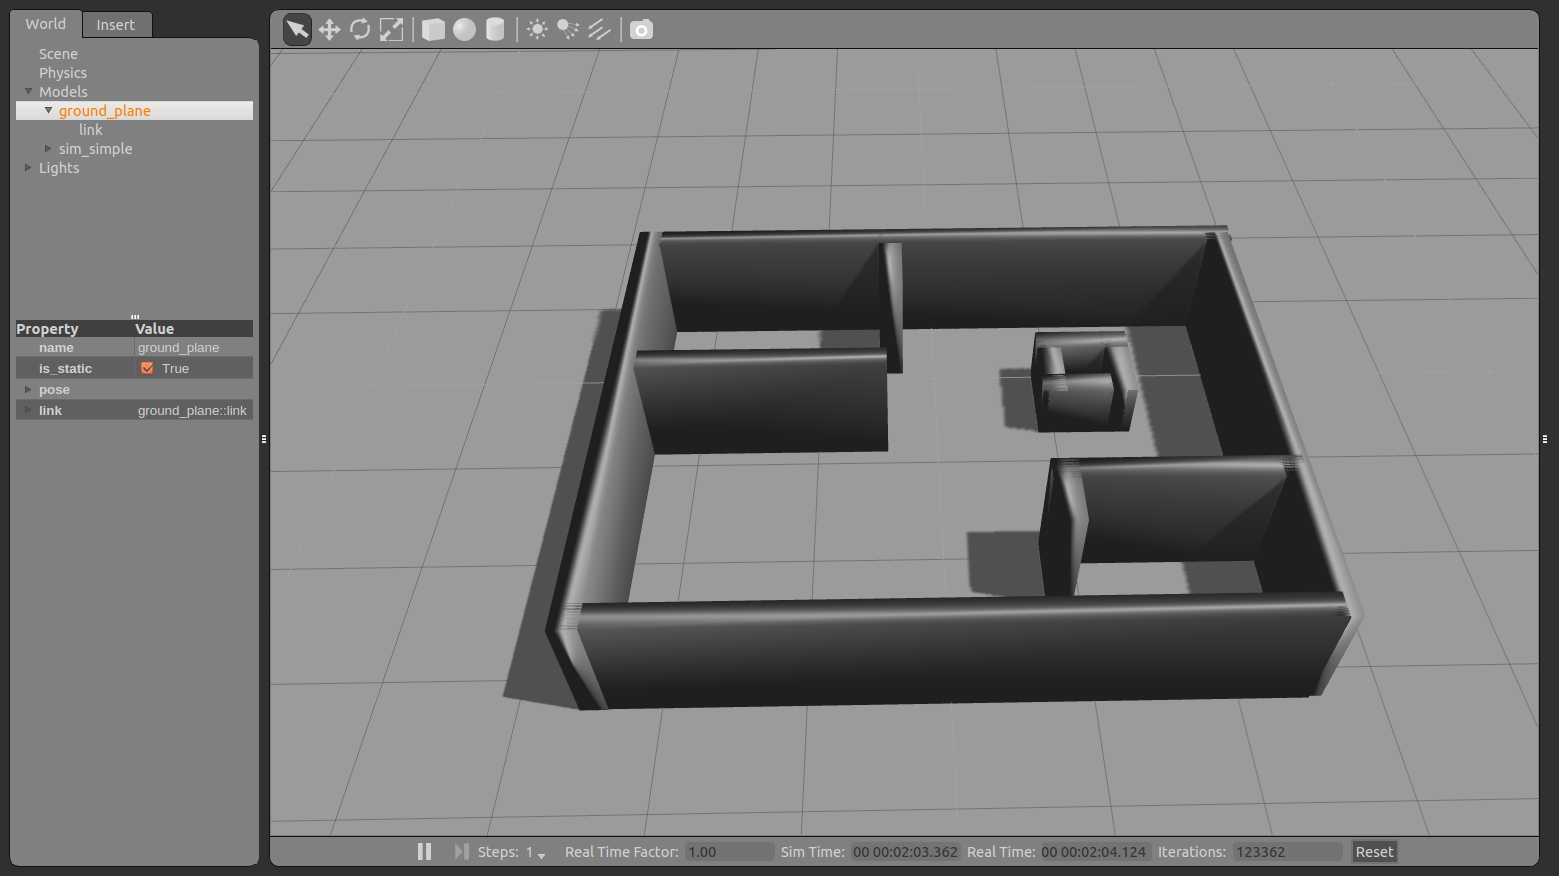 World Insert
Scene
Physics
Models
ground_plane
link
sim_simple
Lights
Property Value
name ground_plane
is_static True
pose
link ground_plane::link
Steps: 1 Real Time Factor: 1.00 Sim Time: 00 00:02:03.362 Real Time: 00 00:02:04.124 Iterations: 123362 Reset